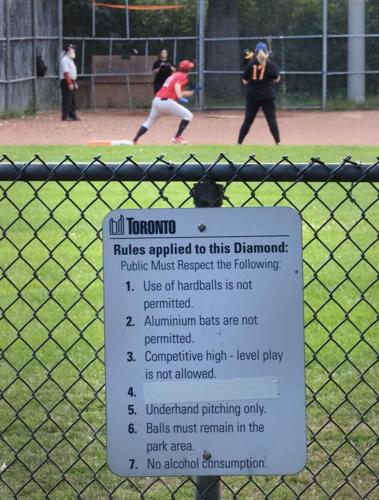 17
TORONTO
Rules applied to this Diamond:
Public Must Respect the Following:
1. Use of hardballs is not
permitted.
2. Aluminium bats are not
permitted.
3. Competitive high - level play
is not allowed.
4.
5. Underhand pitching only.
6. Balls must remain in the
park area.
7. No alcohol consumption.